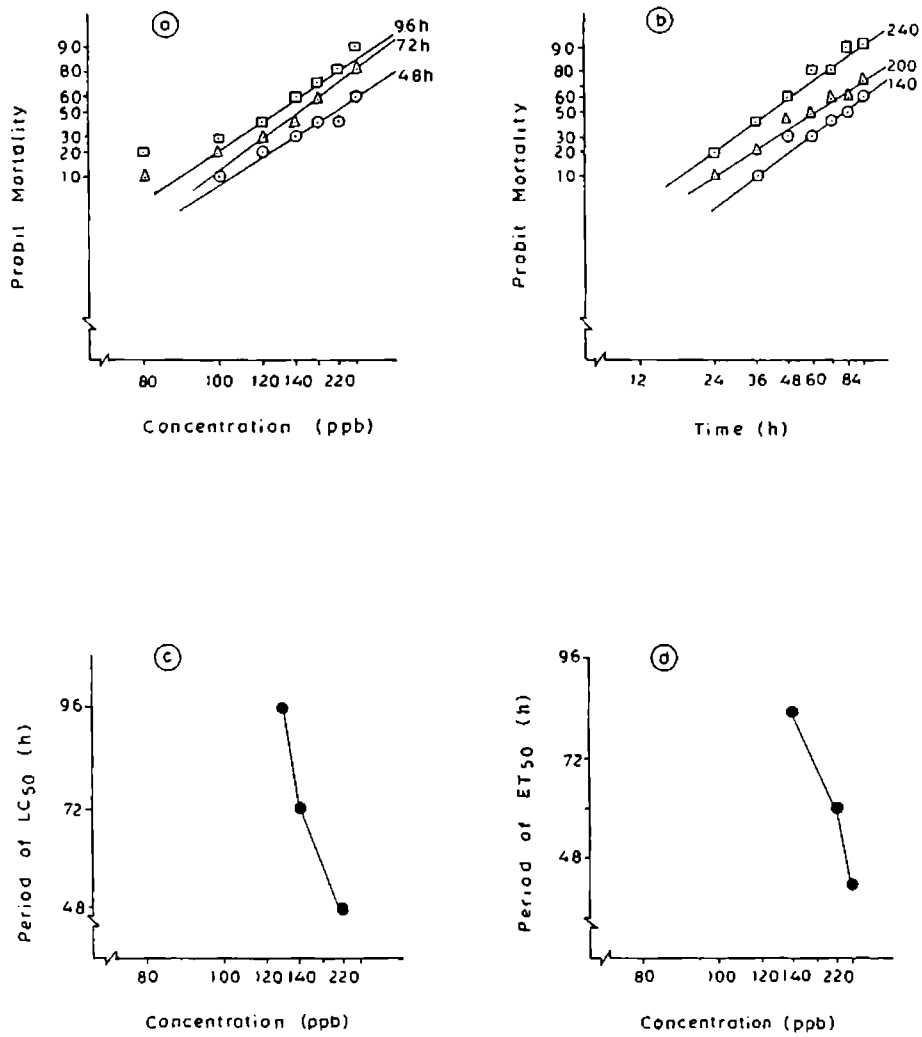 a
Probit Mortality
90
80
60
50
30
20
10
96h
72h
48h
80 100 120 140 220
Concentration (ppb)
b
Probit Mortality
90
80
60
50
30
20
10
240
200
140
12 24 36 48 60 84
Time (h)
c
Period of LC50 (h)
96
72
48
80 100 120 140 220
Concentration (ppb)
d
Period of ET50 (h)
96
72
48
80 100 120 140 220
Concentration (ppb)